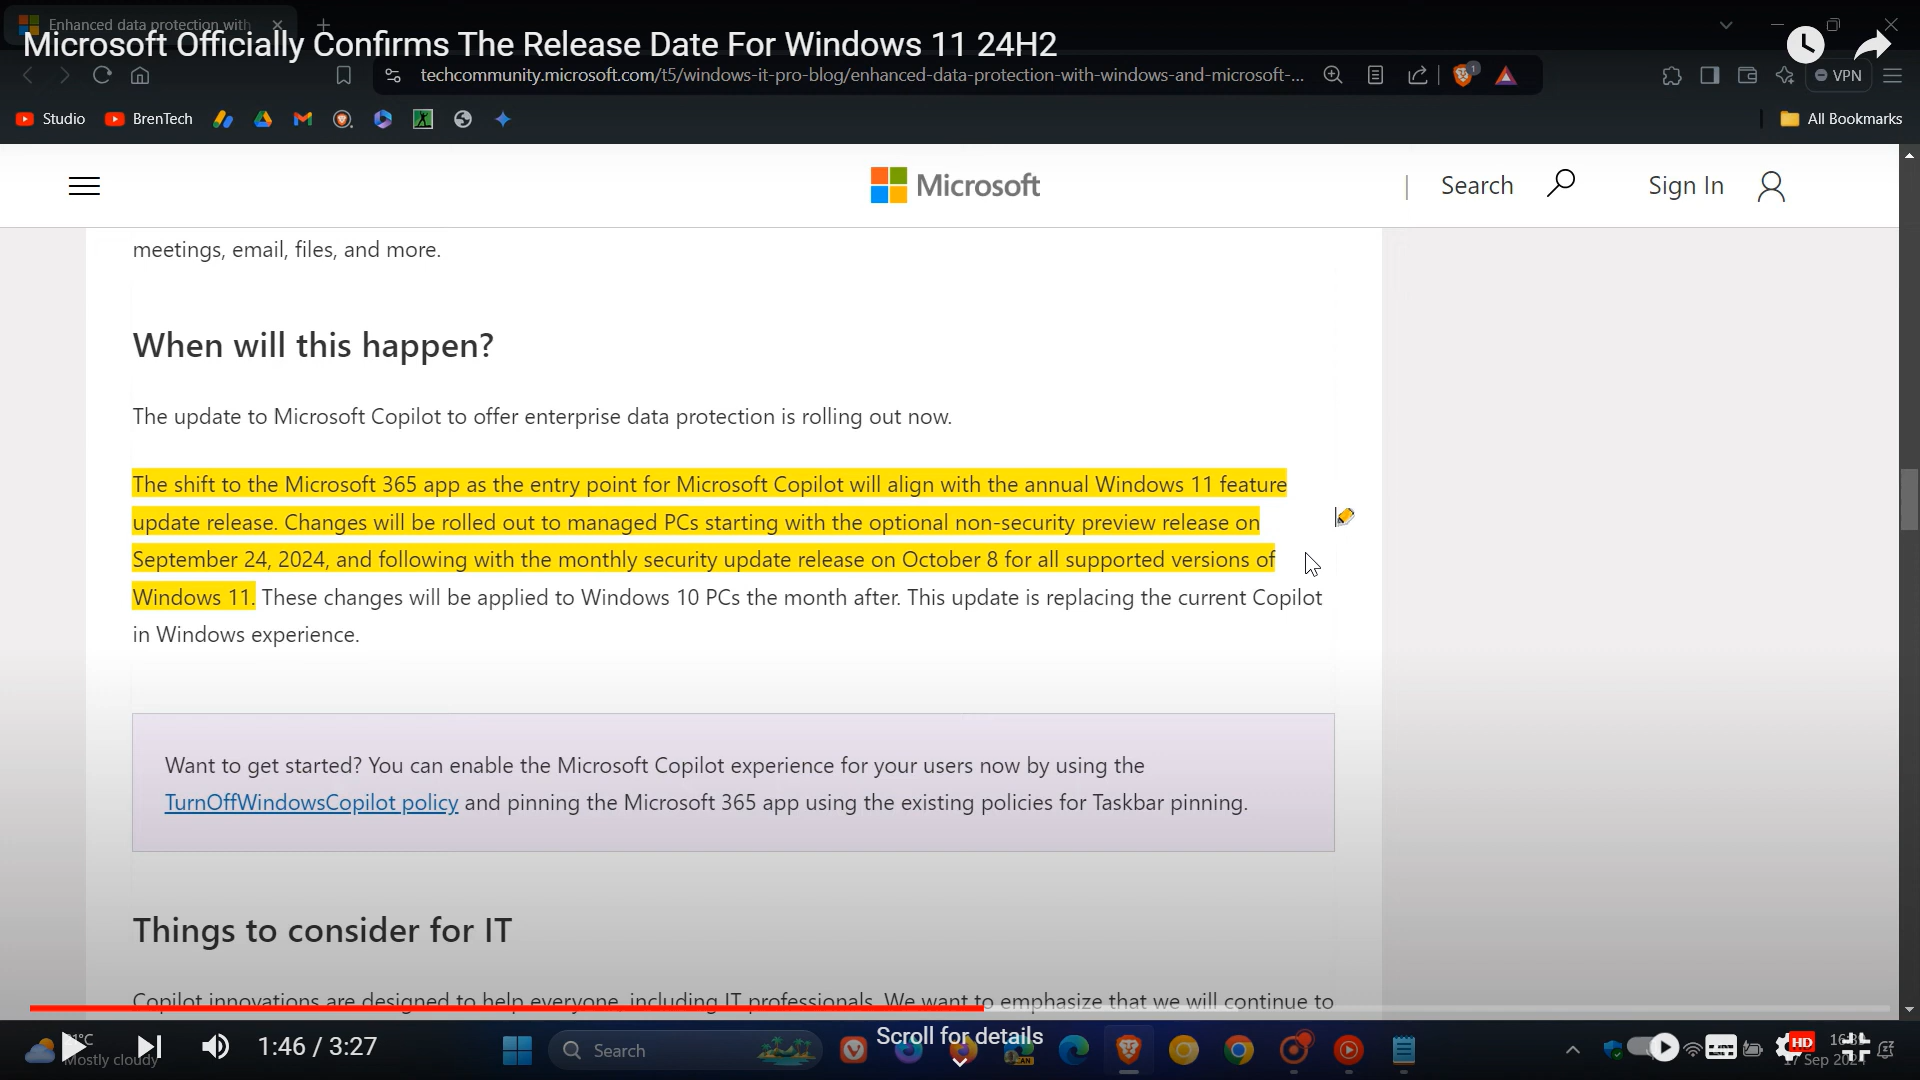 Enhanced data protection with
Microsoft Officially Confirms The Release Date For Windows 11 24H2
techcommunity.microsoft.com/t5/windows-it-pro-blog/enhanced-data-protection-with-windows-and-microsoft-...
1
VPN
Studio
BrenTech
All Bookmarks
Microsoft
| Search
Sign In
meetings, email, files, and more.
When will this happen?
The update to Microsoft Copilot to offer enterprise data protection is rolling out now.
The shift to the Microsoft 365 app as the entry point for Microsoft Copilot will align with the annual Windows 11 feature
update release. Changes will be rolled out to managed PCs starting with the optional non-security preview release on
September 24, 2024, and following with the monthly security update release on October 8 for all supported versions of
Windows 11. These changes will be applied to Windows 10 PCs the month after. This update is replacing the current Copilot
in Windows experience.
Want to get started? You can enable the Microsoft Copilot experience for your users now by using the
TurnOffWindowsCopilot policy and pinning the Microsoft 365 app using the existing policies for Taskbar pinning.
Things to consider for IT
Copilot innovations are designed to help everyone, including IT professionals. We want to emphasize that we will continue to
Mostly cloudy
1:46 / 3:27
Search
Scroll for details
CAN
HD
Sep